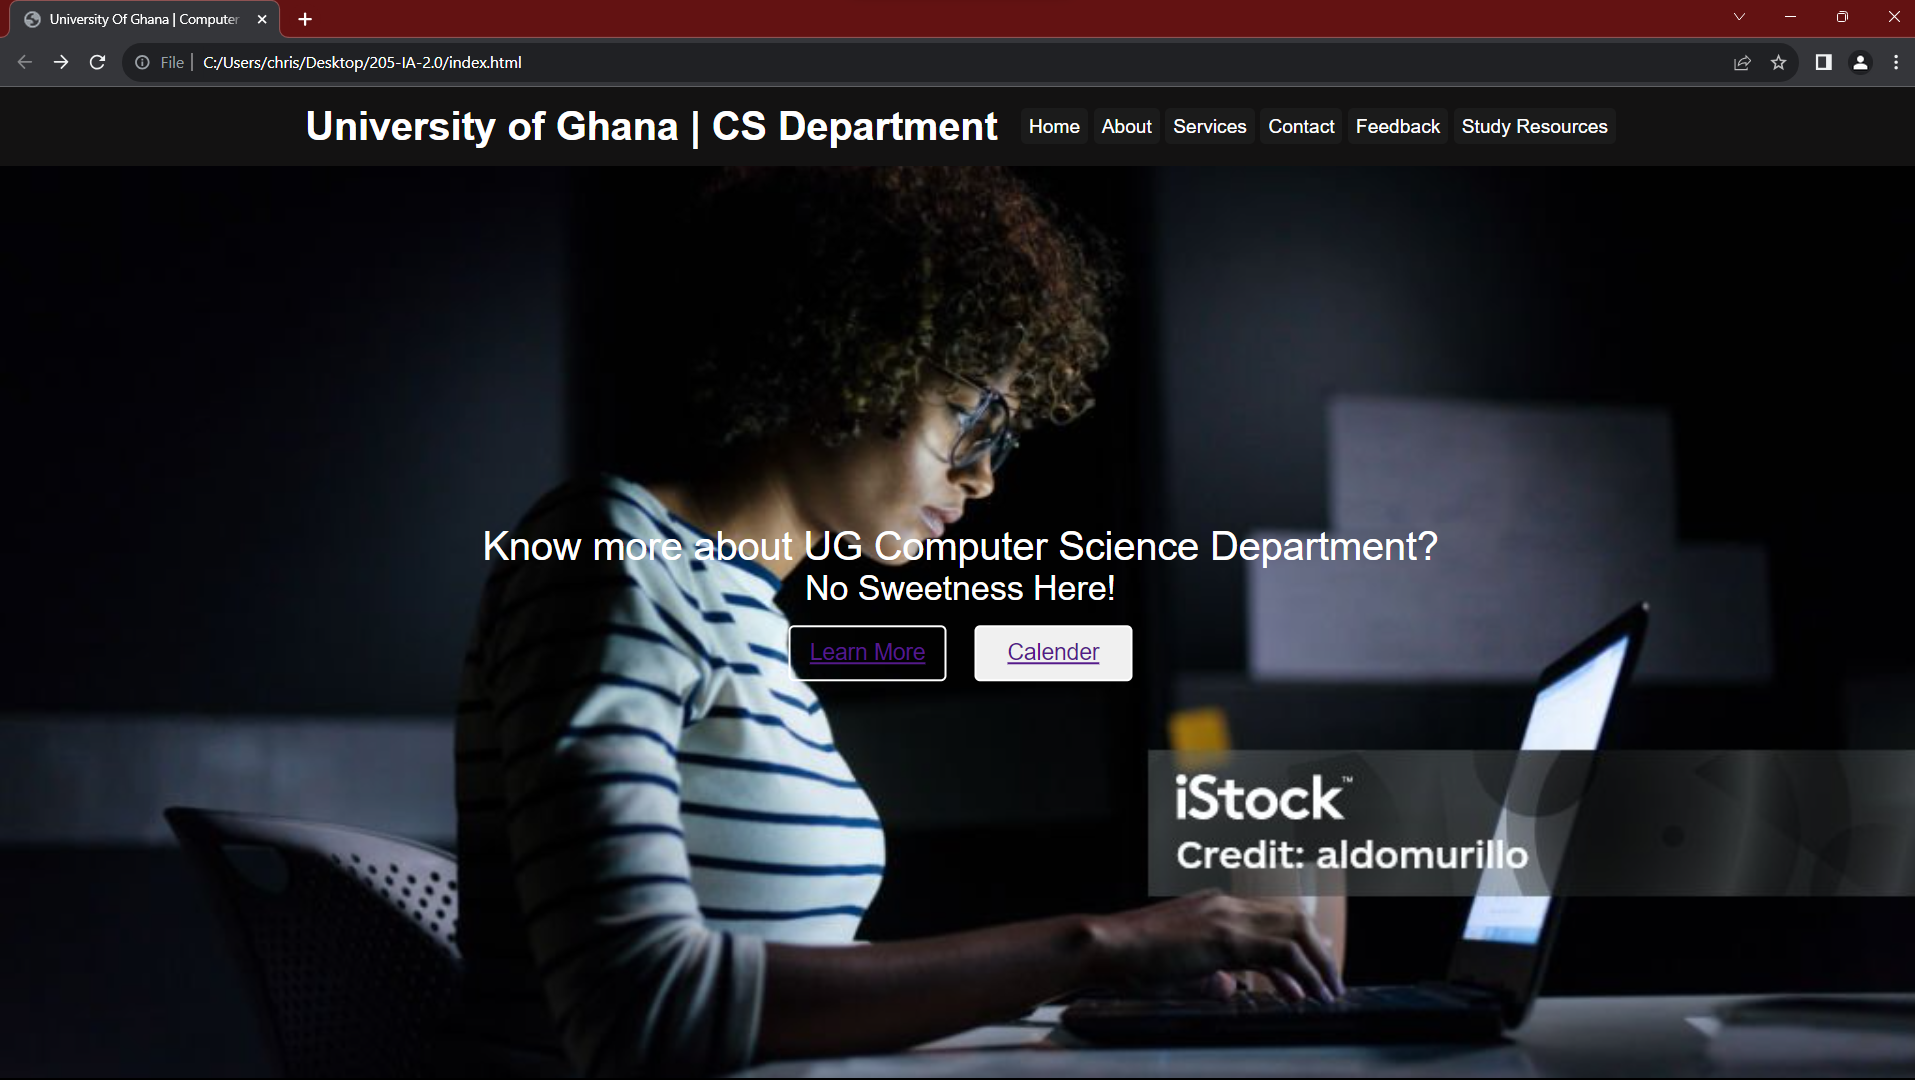 University Of Ghana | Computer
File
C:/Users/chris/Desktop/205-IA-2.0/index.html
University of Ghana | CS Department
Home
About
Services
Contact
Feedback
Study Resources
Know more about UG Computer Science Department?
No Sweetness Here!
Learn More
Calender
iStock™
Credit: aldomurillo